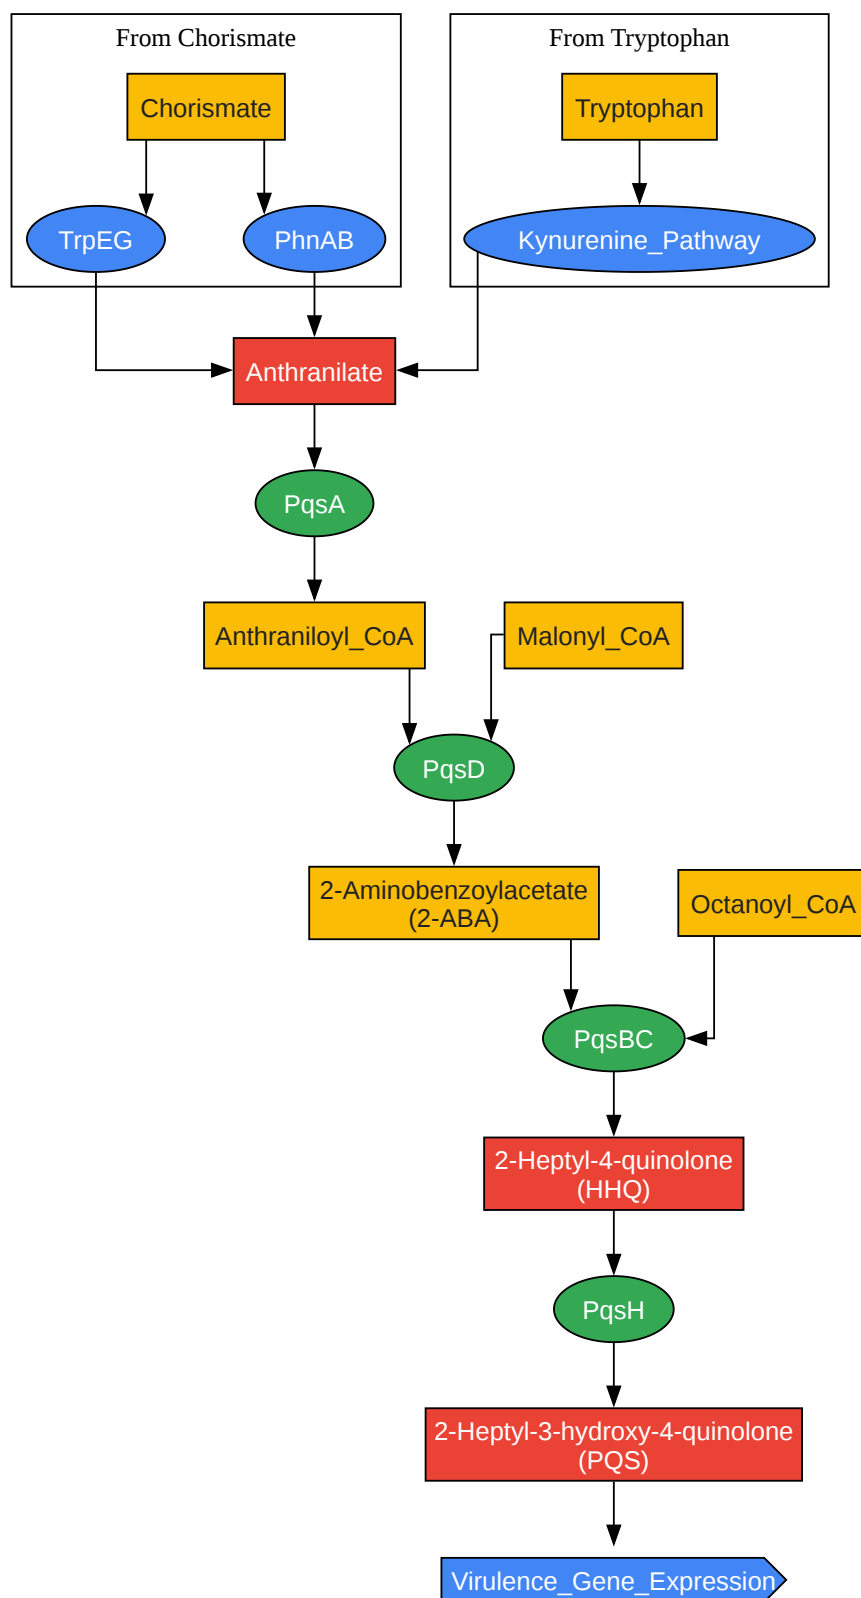 From Chorismate
From Tryptophan
Chorismate
Tryptophan
TrpEG
PhnAB
Kynurenine_Pathway
Anthranilate
PqsA
Anthraniloyl_CoA
Malonyl_CoA
PqsD
2-Aminobenzoylacetate
(2-ABA)
Octanoyl_CoA
PqsBC
2-Heptyl-4-quinolone
(HHQ)
PqsH
2-Heptyl-3-hydroxy-4-quinolone
(PQS)
Virulence_Gene_Expression